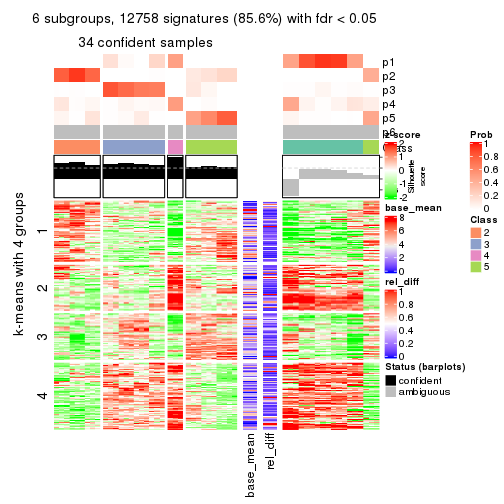 6 subgroups, 12758 signatures (85.6%) with fdr < 0.05
34 confident samples
p1
p2
p3
p4
p5
p6
Class
z-score
2
1
0
-1
-2
Silhouette
score
Prob
1
0.8
0.6
0.4
0.2
0
k-means with 4 groups
1
2
3
4
base_mean
8
6
4
2
0
Class
2
3
4
5
rel_diff
1
0.8
0.6
0.4
0.2
0
Status (barplots)
confident
ambiguous
base_mean
rel_diff